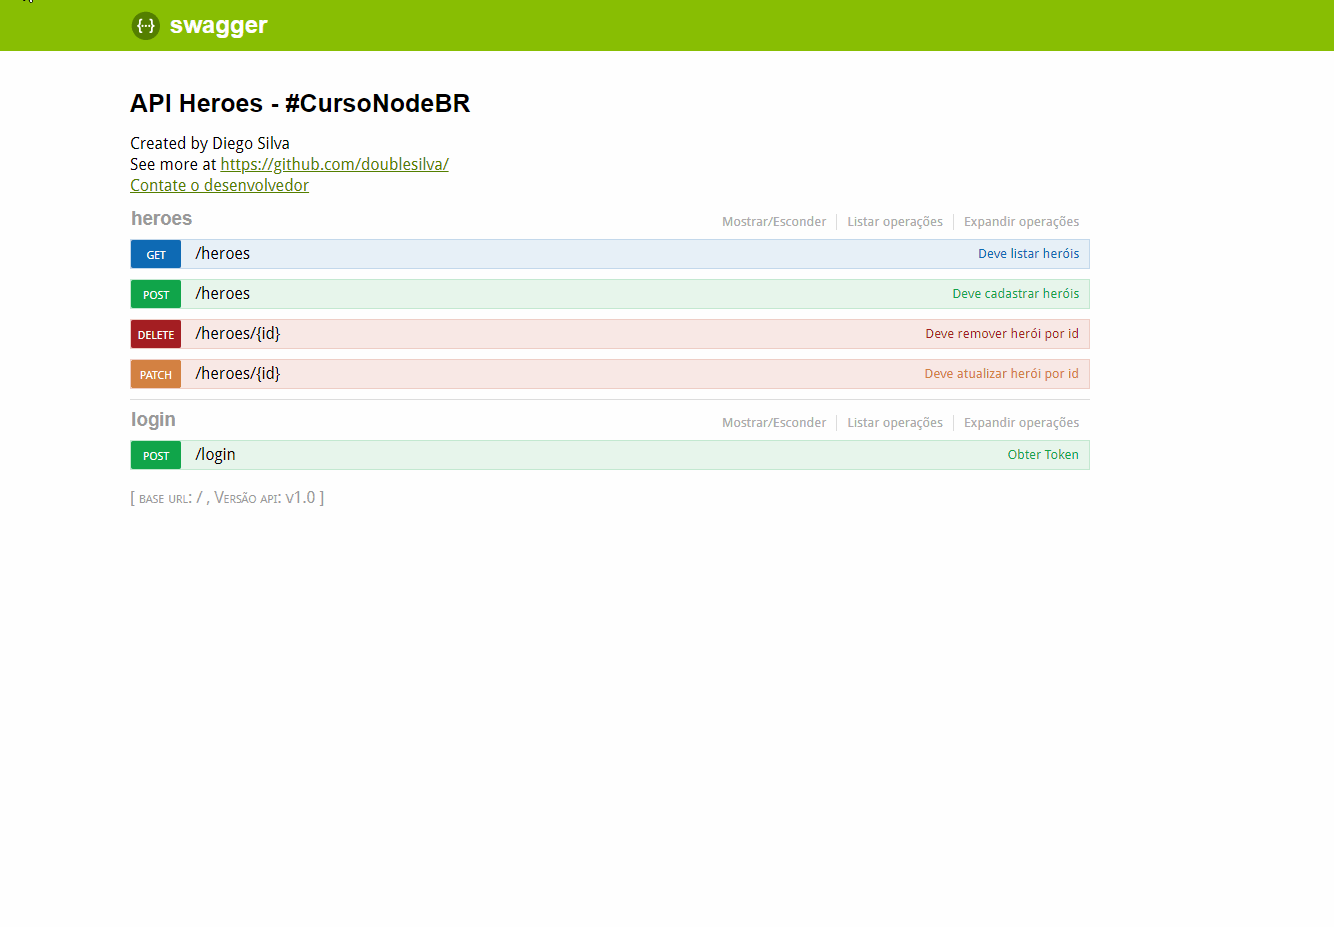 {···} swagger
API Heroes - #CursoNodeBR
Created by Diego Silva
See more at https://github.com/doublesilva/
Contate o desenvolvedor
heroes Mostrar/Esconder Listar operações Expandir operações
GET /heroes Deve listar heróis
POST /heroes Deve cadastrar heróis
DELETE /heroes/{id} Deve remover herói por id
PATCH /heroes/{id} Deve atualizar herói por id
login Mostrar/Esconder Listar operações Expandir operações
POST /login Obter Token
[ BASE URL: / , VERSÃO API: V1.0 ]